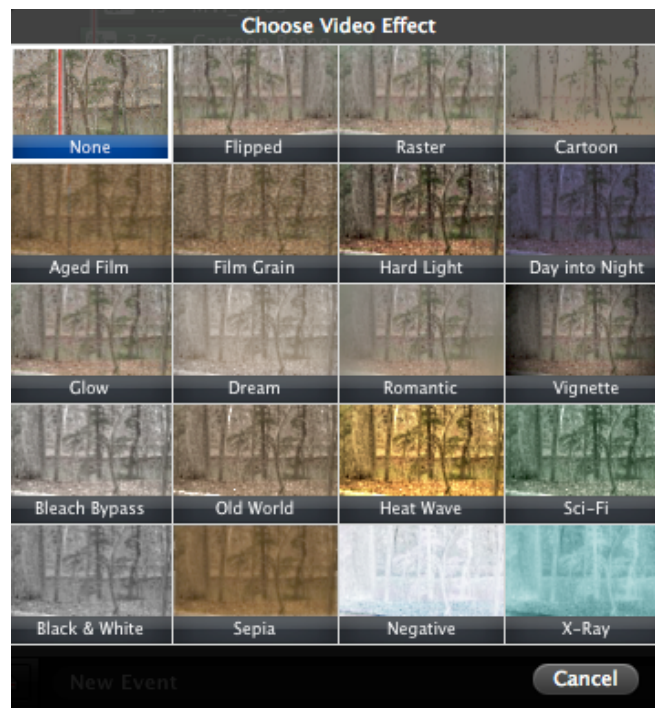 Choose Video Effect
None Flipped Raster Cartoon
Aged Film Film Grain Hard Light Day into Night
Glow Dream Romantic Vignette
Bleach Bypass Old World Heat Wave Sci-Fi
Black & White Sepia Negative X-Ray
New Event Cancel